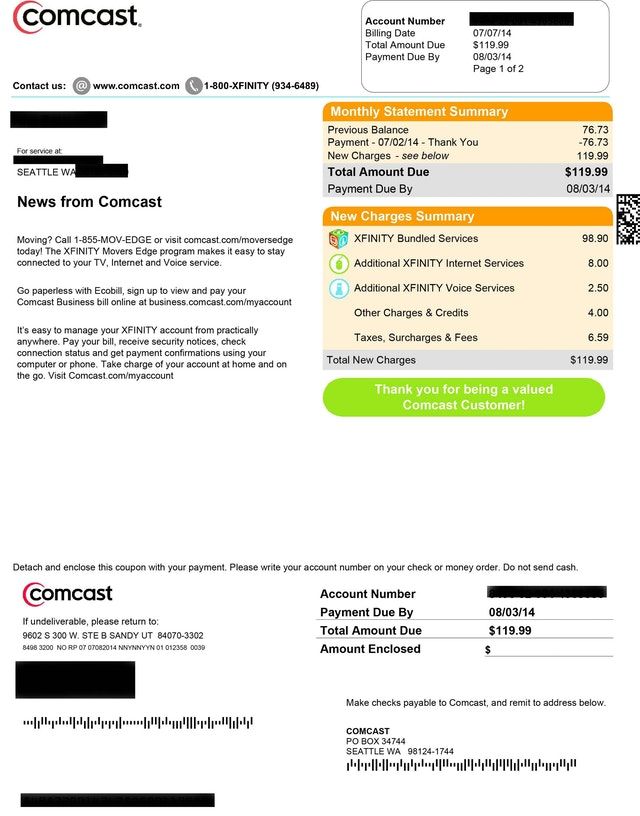 comcast.
Account Number
Billing Date 07/07/14
Total Amount Due $119.99
Payment Due By 08/03/14
Page 1 of 2
Contact us: @ www.comcast.com 1-800-XFINITY (934-6489)
For service at:
SEATTLE WA
News from Comcast
Moving? Call 1-855-MOV-EDGE or visit comcast.com/moversedge
today! The XFINITY Movers Edge program makes it easy to stay
connected to your TV, Internet and Voice service.
Go paperless with Ecobill, sign up to view and pay your
Comcast Business bill online at business.comcast.com/myaccount
It's easy to manage your XFINITY account from practically
anywhere. Pay your bill, receive security notices, check
connection status and get payment confirmations using your
computer or phone. Take charge of your account at home and on
the go. Visit Comcast.com/myaccount
Monthly Statement Summary
Previous Balance 76.73
Payment - 07/02/14 - Thank You -76.73
New Charges - see below 119.99
Total Amount Due $119.99
Payment Due By 08/03/14
New Charges Summary
XFINITY Bundled Services 98.90
Additional XFINITY Internet Services 8.00
Additional XFINITY Voice Services 2.50
Other Charges & Credits 4.00
Taxes, Surcharges & Fees 6.59
Total New Charges $119.99
Thank you for being a valued
Comcast Customer!
Detach and enclose this coupon with your payment. Please write your account number on your check or money order. Do not send cash.
comcast
If undeliverable, please return to:
9602 S 300 W. STE B SANDY UT 84070-3302
8498 3200 NO RP 07 07082014 NNYNNYYN 01 012358 0039
Account Number
Payment Due By 08/03/14
Total Amount Due $119.99
Amount Enclosed $
Make checks payable to Comcast, and remit to address below.
COMCAST
PO BOX 34744
SEATTLE WA 98124-1744